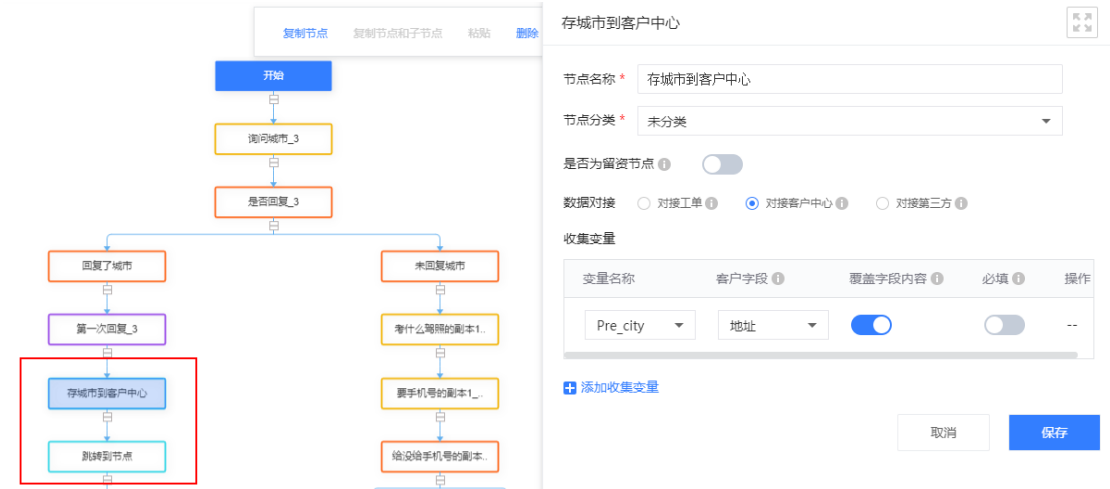 复制节点 复制节点和子节点 粘贴 删除
开始
询问城市_3
是否回复_3
回复了城市 未回复城市
第一次回复_3 考什么驾照的副本1..
存城市到客户中心 要手机号的副本1_..
跳转到节点 给没给手机号的副本..
存城市到客户中心
节点名称 * 存城市到客户中心
节点分类 * 未分类
是否为留资节点
数据对接 对接工单 对接客户中心 对接第三方
收集变量
变量名称 客户字段 覆盖字段内容 必填 操作
Pre_city 地址 --
添加收集变量
取消 保存